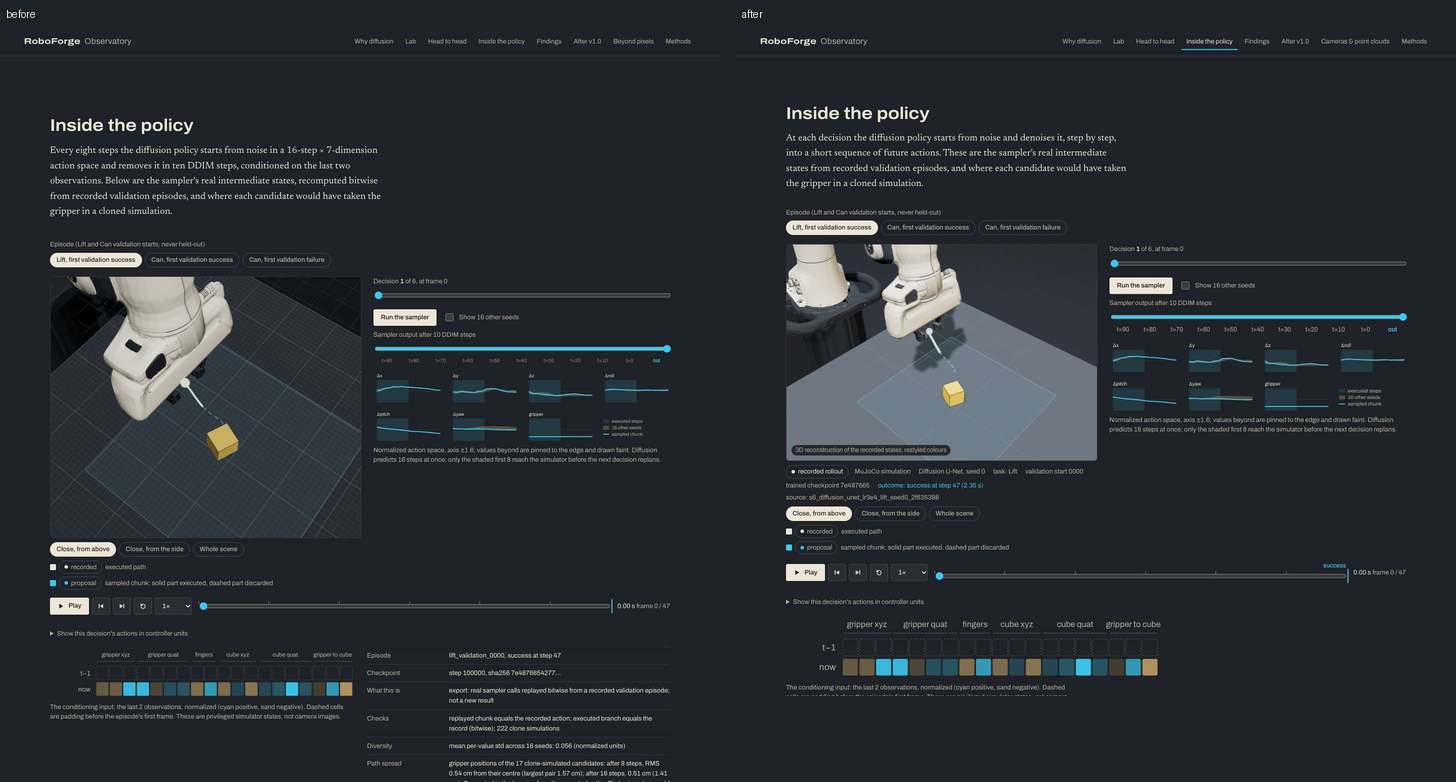 before
RoboForge Observatory
Why diffusion Lab Head to head Inside the policy Findings After v1.0 Beyond pixels Methods
Inside the policy
Every eight steps the diffusion policy starts from noise in a 16-step × 7-dimension
action space and removes it in ten DDIM steps, conditioned on the last two
observations. Below are the sampler's real intermediate states, recomputed bitwise
from recorded validation episodes, and where each candidate would have taken the
gripper in a cloned simulation.
Episode (Lift and Can validation starts, never held-out)
Lift, first validation success Can, first validation success Can, first validation failure
Decision 1 of 6, at frame 0
Run the sampler Show 16 other seeds
Sampler output after 10 DDIM steps
t=90 t=80 t=70 t=60 t=50 t=40 t=30 t=20 t=10 t=0 out
Δx Δy Δz Δroll
Δpitch Δyaw gripper
executed steps
16 other seeds
sampled chunk
Normalized action space, axis ±1.6; values beyond are pinned to the edge and drawn faint. Diffusion
predicts 16 steps at once; only the shaded first 8 reach the simulator before the next decision replans.
Close, from above Close, from the side Whole scene
recorded executed path
proposal sampled chunk: solid part executed, dashed part discarded
Play 1× 0.00 s frame 0 / 47
Show this decision's actions in controller units
gripper xyz gripper quat fingers cube xyz cube quat gripper to cube
t−1
now
The conditioning input: the last 2 observations, normalized (cyan positive, sand negative). Dashed cells
are padding before the episode's first frame. These are privileged simulator states, not camera images.
Episode lift_validation_0000, success at step 47
Checkpoint step 100000, sha256 7e4876654277...
What this is export: real sampler calls replayed bitwise from a recorded validation episode;
not a new result
Checks replayed chunk equals the recorded action; executed branch equals the
record (bitwise); 222 clone simulations
Diversity mean per-value std across 16 seeds: 0.056 (normalized units)
Path spread gripper positions of the 17 clone-simulated candidates: after 8 steps, RMS
0.54 cm from their centre (largest pair 1.57 cm); after 16 steps, 0.51 cm (1.41
after
RoboForge Observatory
Why diffusion Lab Head to head Inside the policy Findings After v1.0 Cameras & point clouds Methods
Inside the policy
At each decision the diffusion policy starts from noise and denoises it, step by step,
into a short sequence of future actions. These are the sampler's real intermediate
states from recorded validation episodes, and where each candidate would have taken
the gripper in a cloned simulation.
Episode (Lift and Can validation starts, never held-out)
Lift, first validation success Can, first validation success Can, first validation failure
Decision 1 of 6, at frame 0
Run the sampler Show 16 other seeds
Sampler output after 10 DDIM steps
t=90 t=80 t=70 t=60 t=50 t=40 t=30 t=20 t=10 t=0 out
Δx Δy Δz Δroll
Δpitch Δyaw gripper
executed steps
16 other seeds
sampled chunk
Normalized action space, axis ±1.6; values beyond are pinned to the edge and drawn faint. Diffusion
predicts 16 steps at once; only the shaded first 8 reach the simulator before the next decision replans.
3D reconstruction of the recorded states, restyled colours
recorded rollout MuJoCo simulation Diffusion U-Net, seed 0 task: Lift validation start 0000
trained checkpoint 7e487665 outcome: success at step 47 (2.35 s)
source: s6_diffusion_unet_lr3e4_lift_seed0_2f635398
Close, from above Close, from the side Whole scene
recorded executed path
proposal sampled chunk: solid part executed, dashed part discarded
success
Play 1× 0.00 s frame 0 / 47
Show this decision's actions in controller units
gripper xyz gripper quat fingers cube xyz cube quat gripper to cube
t−1
now
The conditioning input: the last 2 observations, normalized (cyan positive, sand negative). Dashed